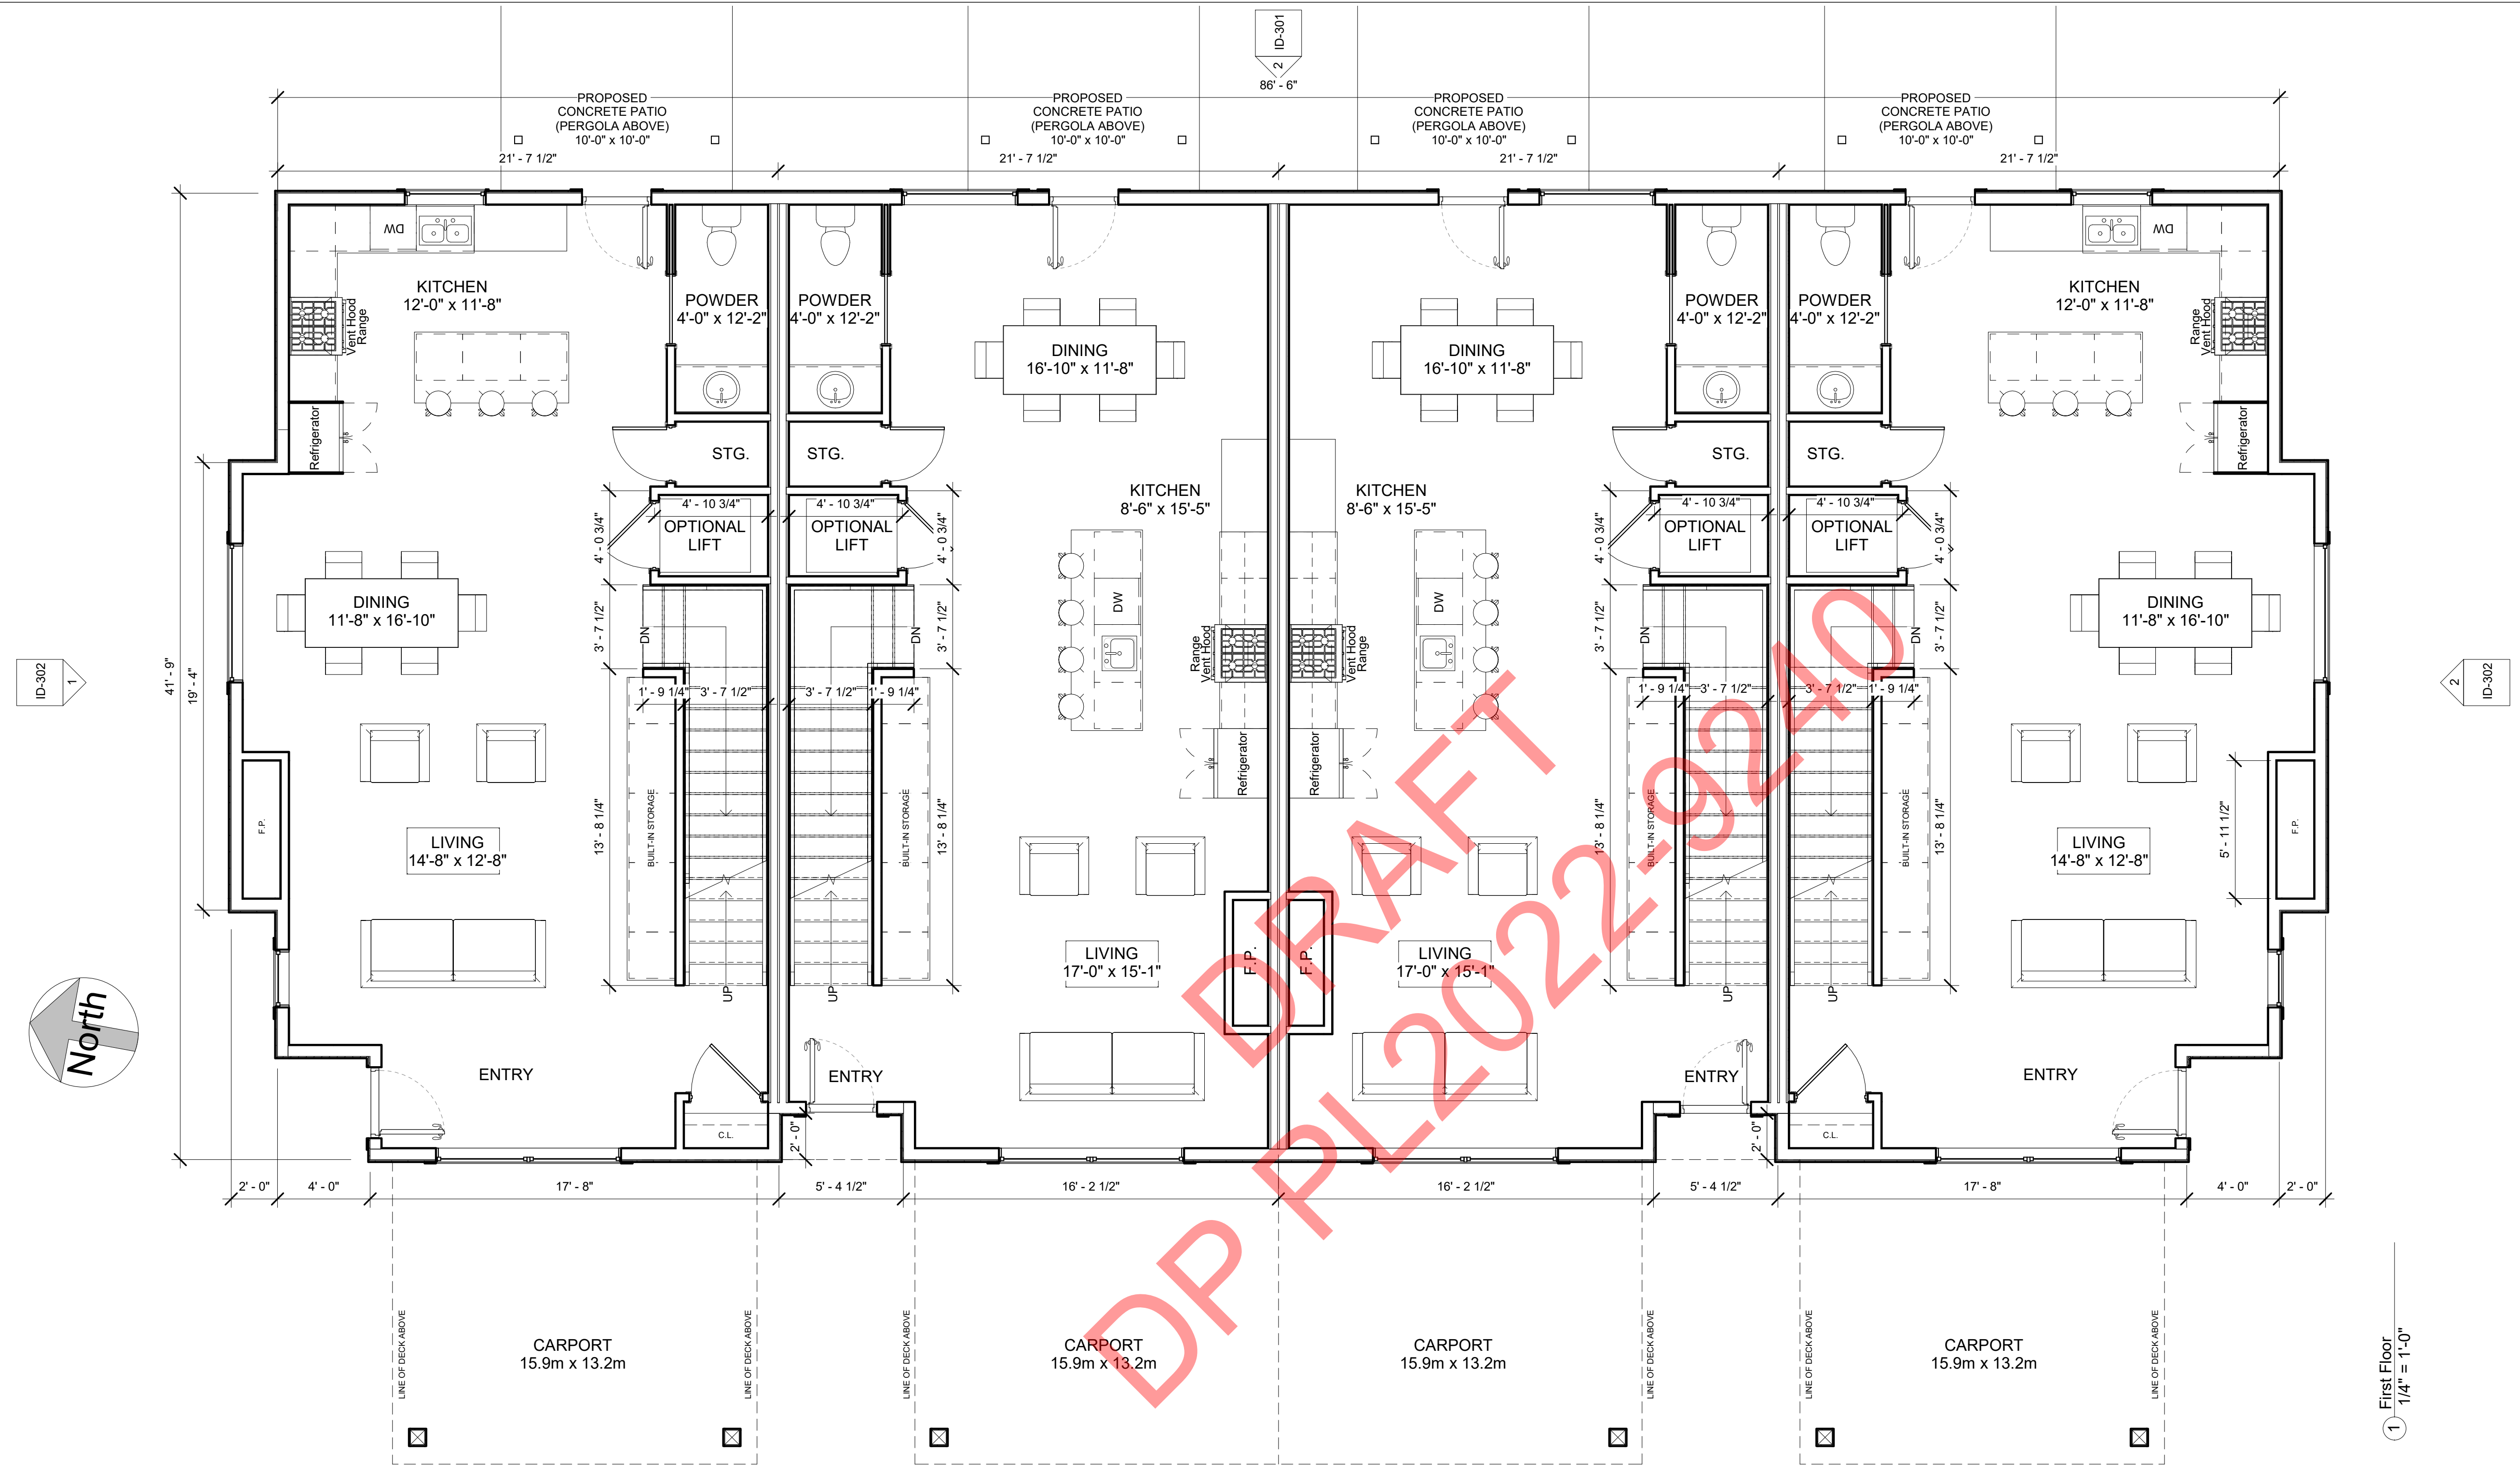 ID-301
2
86' - 6"
PROPOSED
CONCRETE PATIO
(PERGOLA ABOVE)
10'-0" x 10'-0"
PROPOSED
CONCRETE PATIO
(PERGOLA ABOVE)
10'-0" x 10'-0"
PROPOSED
CONCRETE PATIO
(PERGOLA ABOVE)
10'-0" x 10'-0"
PROPOSED
CONCRETE PATIO
(PERGOLA ABOVE)
10'-0" x 10'-0"
21' - 7 1/2"
21' - 7 1/2"
21' - 7 1/2"
21' - 7 1/2"
DW
KITCHEN
12'-0" x 11'-8"
Vent Hood
Range
Refrigerator
POWDER
4'-0" x 12'-2"
POWDER
4'-0" x 12'-2"
DINING
16'-10" x 11'-8"
DINING
16'-10" x 11'-8"
POWDER
4'-0" x 12'-2"
POWDER
4'-0" x 12'-2"
DW
KITCHEN
12'-0" x 11'-8"
Range
Vent Hood
Refrigerator
STG.
STG.
STG.
STG.
4' - 10 3/4"
OPTIONAL
LIFT
4' - 10 3/4"
OPTIONAL
LIFT
4' - 10 3/4"
OPTIONAL
LIFT
4' - 10 3/4"
OPTIONAL
LIFT
4' - 0 3/4"
4' - 0 3/4"
4' - 0 3/4"
4' - 0 3/4"
KITCHEN
8'-6" x 15'-5"
KITCHEN
8'-6" x 15'-5"
DW
DW
Range
Vent Hood
Vent Hood
Range
Refrigerator
Refrigerator
41' - 9"
19' - 4"
ID-302
1
ID-302
2
DINING
11'-8" x 16'-10"
DINING
11'-8" x 16'-10"
3' - 7 1/2"
3' - 7 1/2"
3' - 7 1/2"
3' - 7 1/2"
DN
DN
DN
DN
1' - 9 1/4"
3' - 7 1/2"
3' - 7 1/2"
1' - 9 1/4"
1' - 9 1/4"
3' - 7 1/2"
3' - 7 1/2"
1' - 9 1/4"
13' - 8 1/4"
BUILT-IN STORAGE
BUILT-IN STORAGE
13' - 8 1/4"
13' - 8 1/4"
BUILT-IN STORAGE
BUILT-IN STORAGE
13' - 8 1/4"
F.P.
LIVING
14'-8" x 12'-8"
LIVING
14'-8" x 12'-8"
5' - 11 1/2"
F.P.
LIVING
17'-0" x 15'-1"
F.P.
F.P.
LIVING
17'-0" x 15'-1"
UP
UP
UP
UP
North
ENTRY
ENTRY
ENTRY
ENTRY
C.L.
2' - 0"
2' - 0"
C.L.
2' - 0"
4' - 0"
17' - 8"
5' - 4 1/2"
16' - 2 1/2"
16' - 2 1/2"
5' - 4 1/2"
17' - 8"
4' - 0"
2' - 0"
LINE OF DECK ABOVE
CARPORT
15.9m x 13.2m
LINE OF DECK ABOVE
LINE OF DECK ABOVE
CARPORT
15.9m x 13.2m
CARPORT
15.9m x 13.2m
LINE OF DECK ABOVE
LINE OF DECK ABOVE
CARPORT
15.9m x 13.2m
LINE OF DECK ABOVE
DRAFT
DP PL2022-9240
1
First Floor
1/4" = 1'-0"